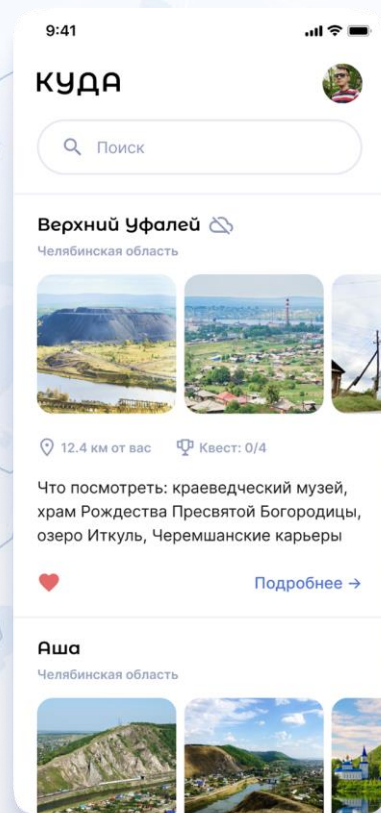 9:41
КУДА
Поиск
Верхний Уфалей
Челябинская область
12.4 км от вас Квест: 0/4
Что посмотреть: краеведческий музей,
храм Рождества Пресвятой Богородицы,
озеро Иткуль, Черемшанские карьеры
Подробнее →
Аша
Челябинская область